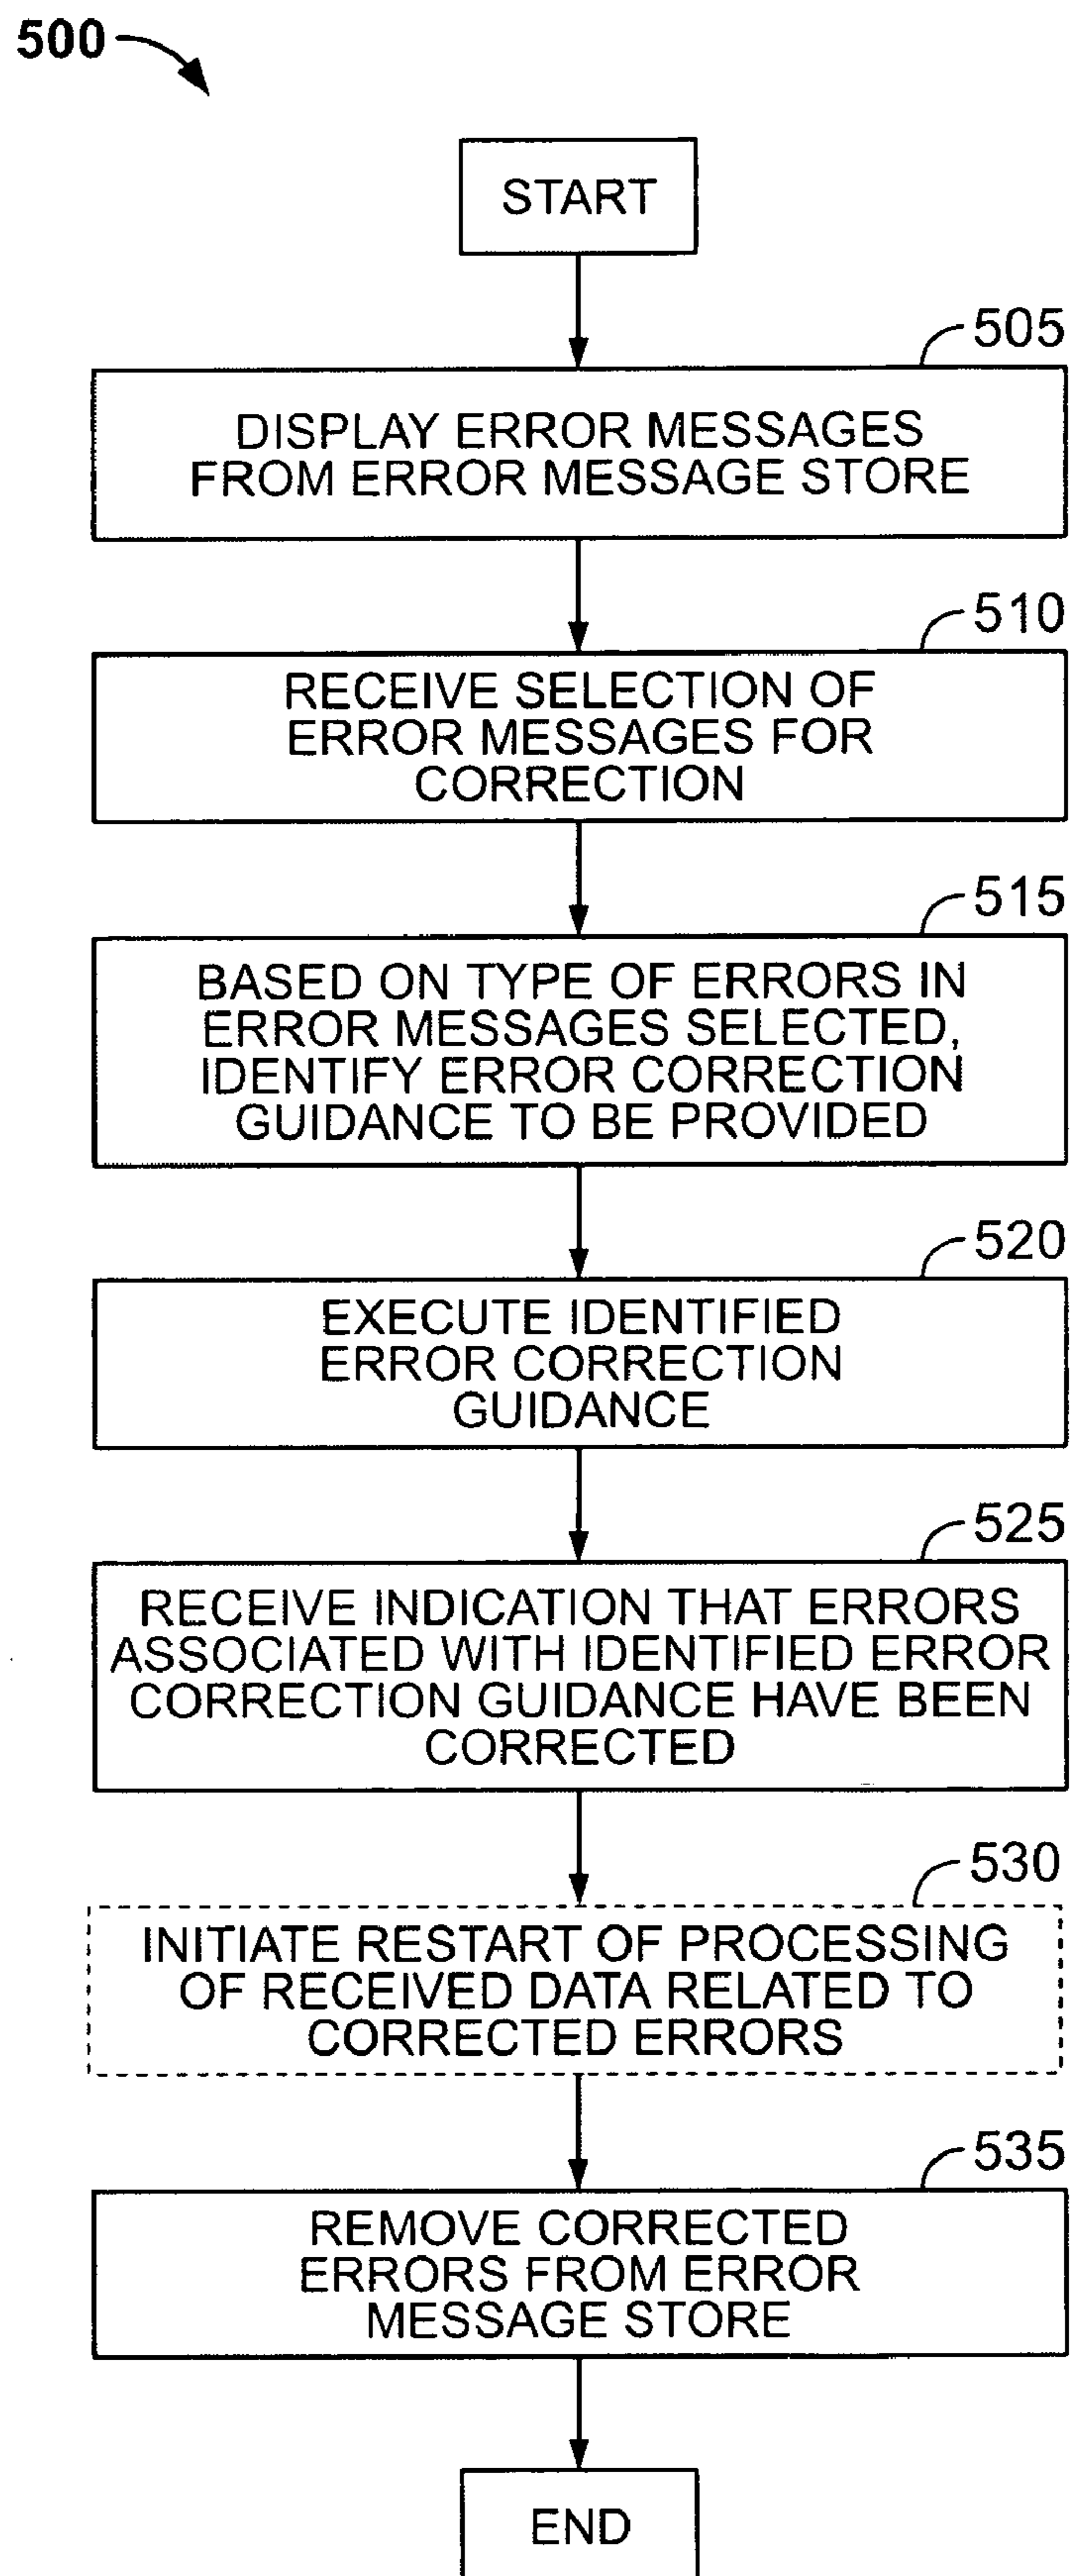 500
START
505
DISPLAY ERROR MESSAGES
FROM ERROR MESSAGE STORE
510
RECEIVE SELECTION OF
ERROR MESSAGES FOR
CORRECTION
515
BASED ON TYPE OF ERRORS IN
ERROR MESSAGES SELECTED,
IDENTIFY ERROR CORRECTION
GUIDANCE TO BE PROVIDED
520
EXECUTE IDENTIFIED
ERROR CORRECTION
GUIDANCE
525
RECEIVE INDICATION THAT ERRORS
ASSOCIATED WITH IDENTIFIED ERROR
CORRECTION GUIDANCE HAVE BEEN
CORRECTED
530
INITIATE RESTART OF PROCESSING
OF RECEIVED DATA RELATED TO
CORRECTED ERRORS
535
REMOVE CORRECTED
ERRORS FROM ERROR
MESSAGE STORE
END